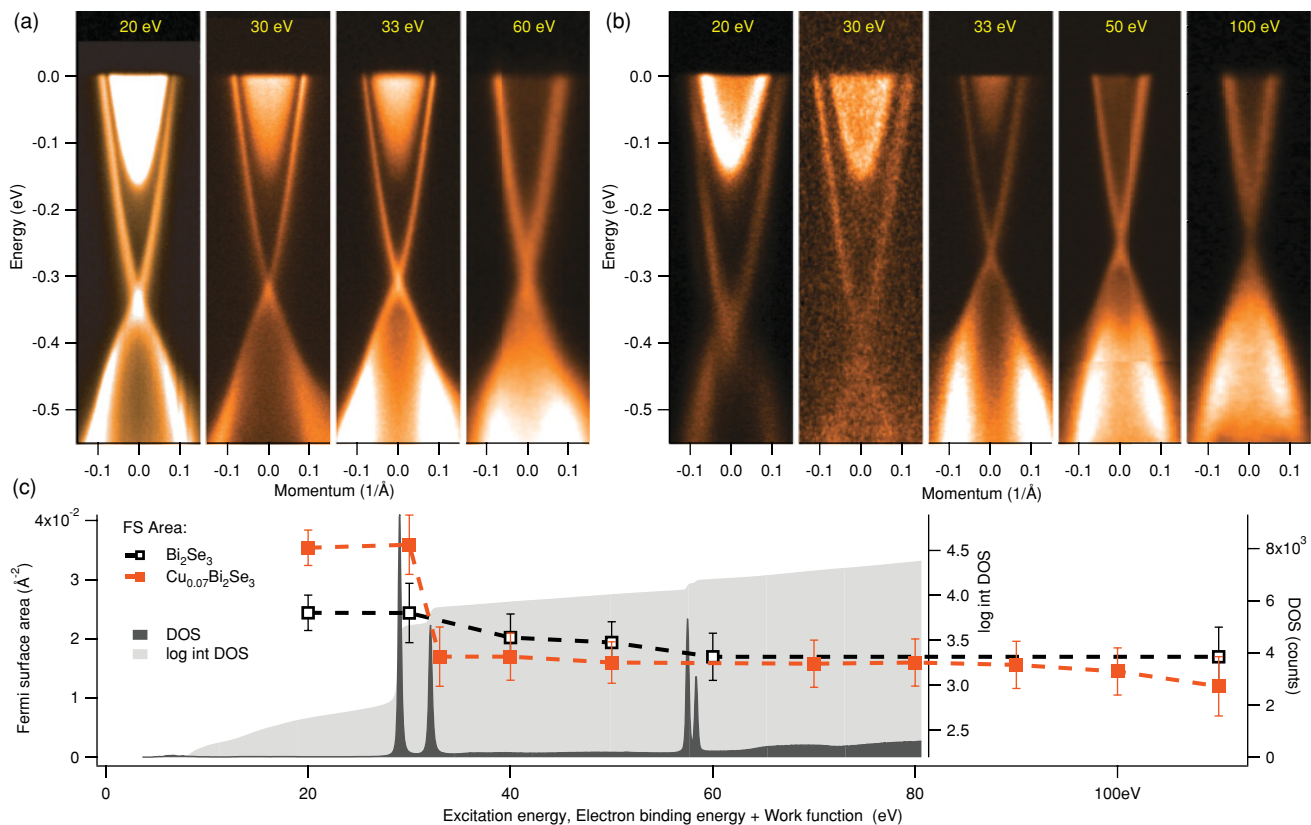 (a)
20 eV
30 eV
33 eV
60 eV
Energy (eV)
0.0
-0.1
-0.2
-0.3
-0.4
-0.5
-0.1 0.0 0.1
-0.1 0.0 0.1
-0.1 0.0 0.1
-0.1 0.0 0.1
Momentum (1/Å)
(b)
20 eV
30 eV
33 eV
50 eV
100 eV
Energy (eV)
0.0
-0.1
-0.2
-0.3
-0.4
-0.5
-0.1 0.0 0.1
-0.1 0.0 0.1
-0.1 0.0 0.1
-0.1 0.0 0.1
-0.1 0.0 0.1
Momentum (1/Å)
(c)
Fermi surface area (Å⁻²)
4x10⁻²
3
2
1
0
FS Area:
Bi₂Se₃
Cu₀.₀₇Bi₂Se₃
DOS
log int DOS
4.5
4.0
3.5
3.0
2.5
log int DOS
8x10³
6
4
2
0
DOS (counts)
0 20 40 60 80 100eV
Excitation energy, Electron binding energy + Work function (eV)